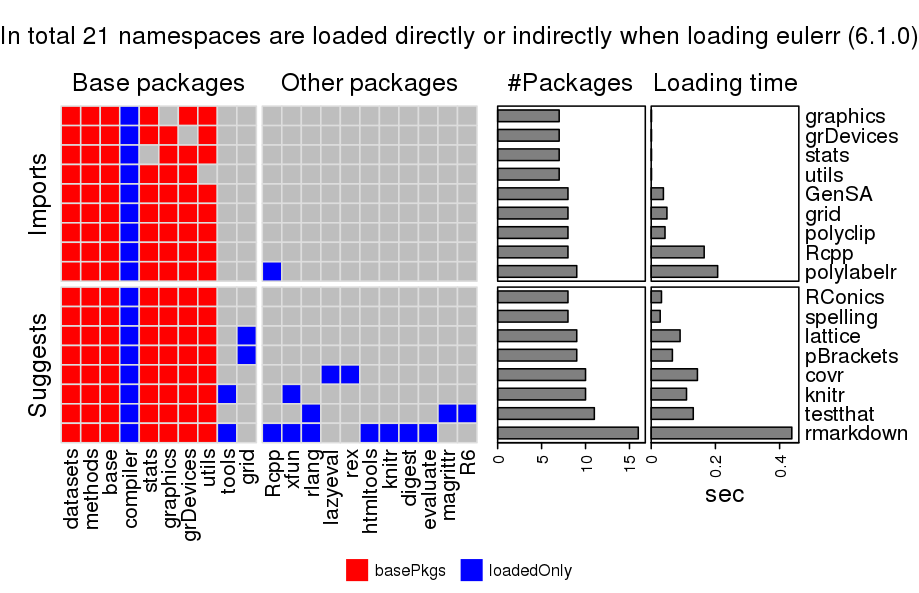 In total 21 namespaces are loaded directly or indirectly when loading eulerr (6.1.0)
Base packages
Other packages
#Packages
Loading time
Imports
Suggests
graphics
grDevices
stats
utils
GenSA
grid
polyclip
Rcpp
polylabelr
RConics
spelling
lattice
pBrackets
covr
knitr
testthat
rmarkdown
datasets
methods
base
compiler
stats
graphics
grDevices
utils
tools
grid
Rcpp
xfun
rlang
lazyeval
rex
htmltools
knitr
digest
evaluate
magrittr
R6
0
5
10
15
0
0.2
0.4
sec
basePkgs
loadedOnly